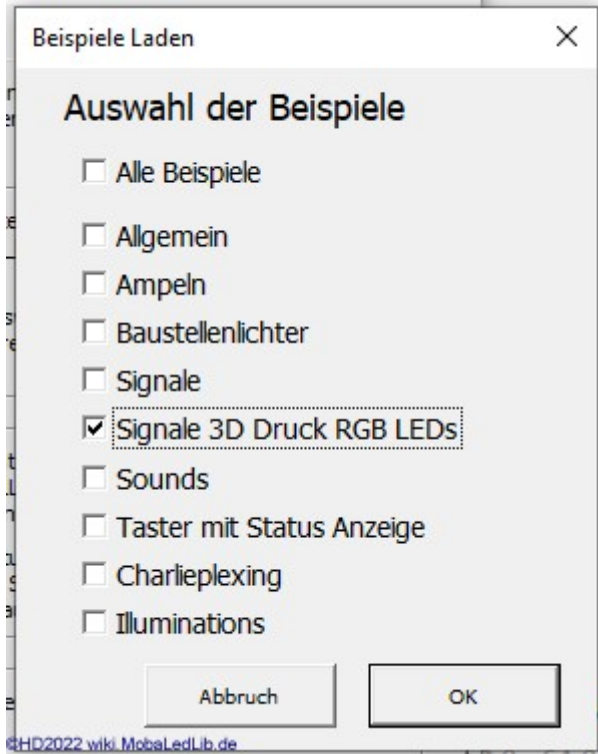 Beispiele Laden
Auswahl der Beispiele
Alle Beispiele
Allgemein
Ampeln
Baustellenlichter
Signale
Signale 3D Druck RGB LEDs
Sounds
Taster mit Status Anzeige
Charlieplexing
Illuminations
Abbruch
OK
©HD2022 wiki.MobaLedLib.de